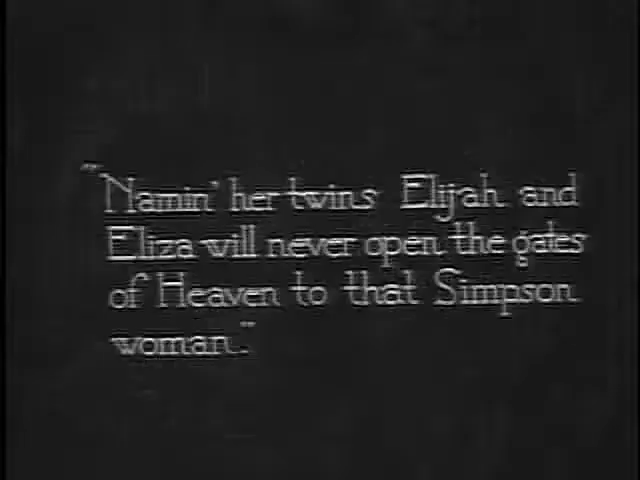 "Namin' her twins Elijah and
Eliza will never open the gates
of Heaven to that Simpson
woman."